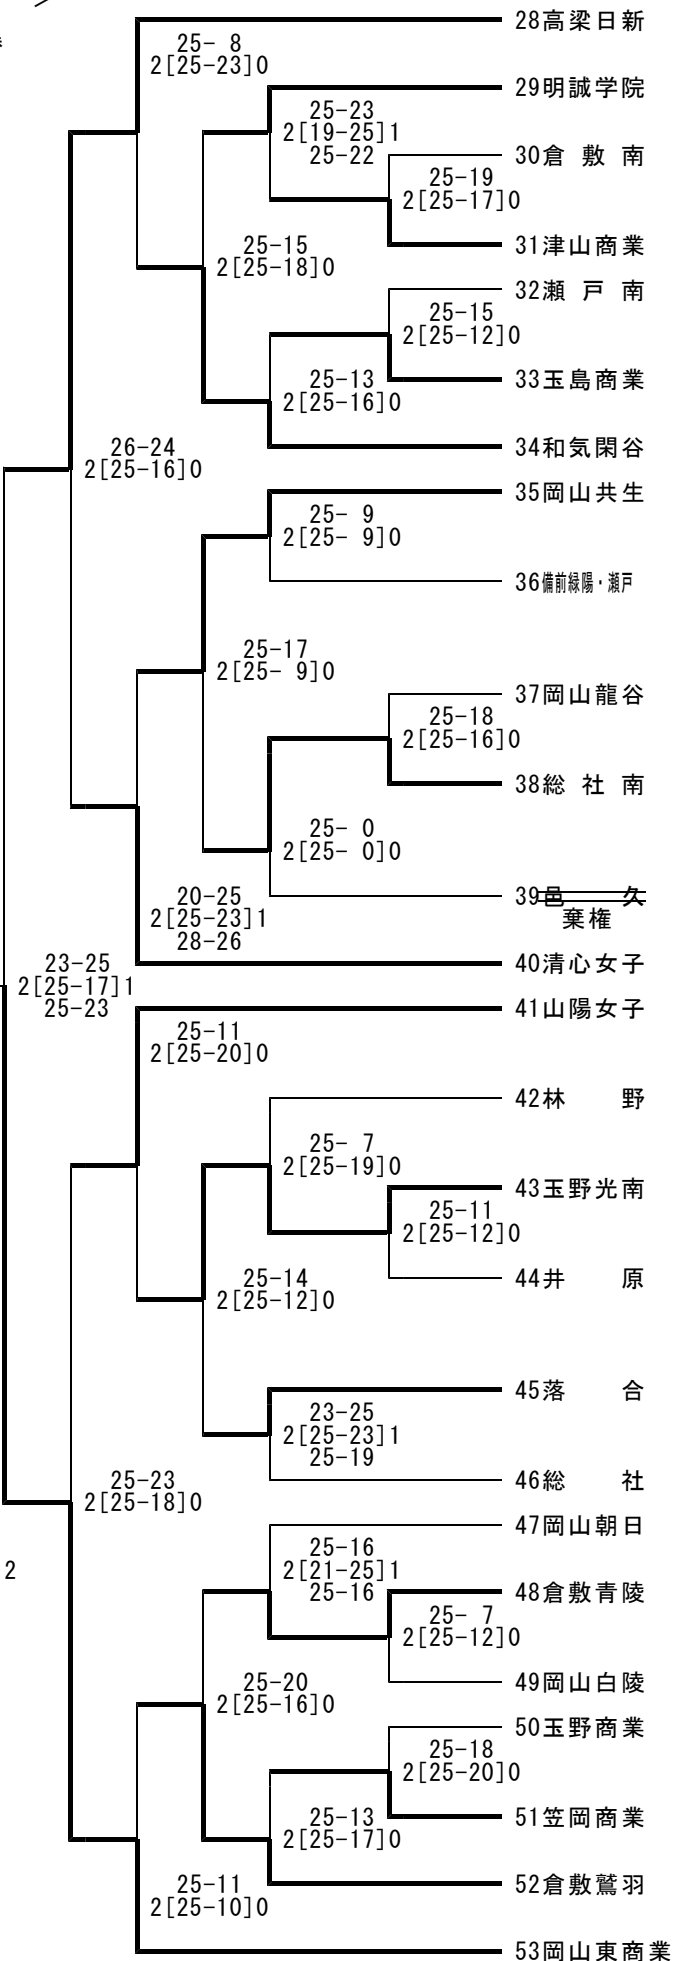 28高梁日新
25- 8
2[25-23]0
29明誠学院
25-23
2[19-25]1
25-22
30倉 敷 南
25-19
2[25-17]0
31津山商業
25-15
2[25-18]0
32瀬 戸 南
25-15
2[25-12]0
33玉島商業
25-13
2[25-16]0
34和気閑谷
26-24
2[25-16]0
35岡山共生
25- 9
2[25- 9]0
36備前緑陽・瀬戸
25-17
2[25- 9]0
37岡山龍谷
25-18
2[25-16]0
38総 社 南
25- 0
2[25- 0]0
39邑 久
棄権
20-25
2[25-23]1
28-26
40清心女子
23-25
2[25-17]1
25-23
41山陽女子
25-11
2[25-20]0
42林 野
25- 7
2[25-19]0
43玉野光南
25-11
2[25-12]0
44井 原
25-14
2[25-12]0
45落 合
23-25
2[25-23]1
25-19
46総 社
25-23
2[25-18]0
47岡山朝日
25-16
2[21-25]1
25-16
2
48倉敷青陵
25- 7
2[25-12]0
49岡山白陵
25-20
2[25-16]0
50玉野商業
25-18
2[25-20]0
51笠岡商業
25-13
2[25-17]0
52倉敷鷲羽
25-11
2[25-10]0
53岡山東商業